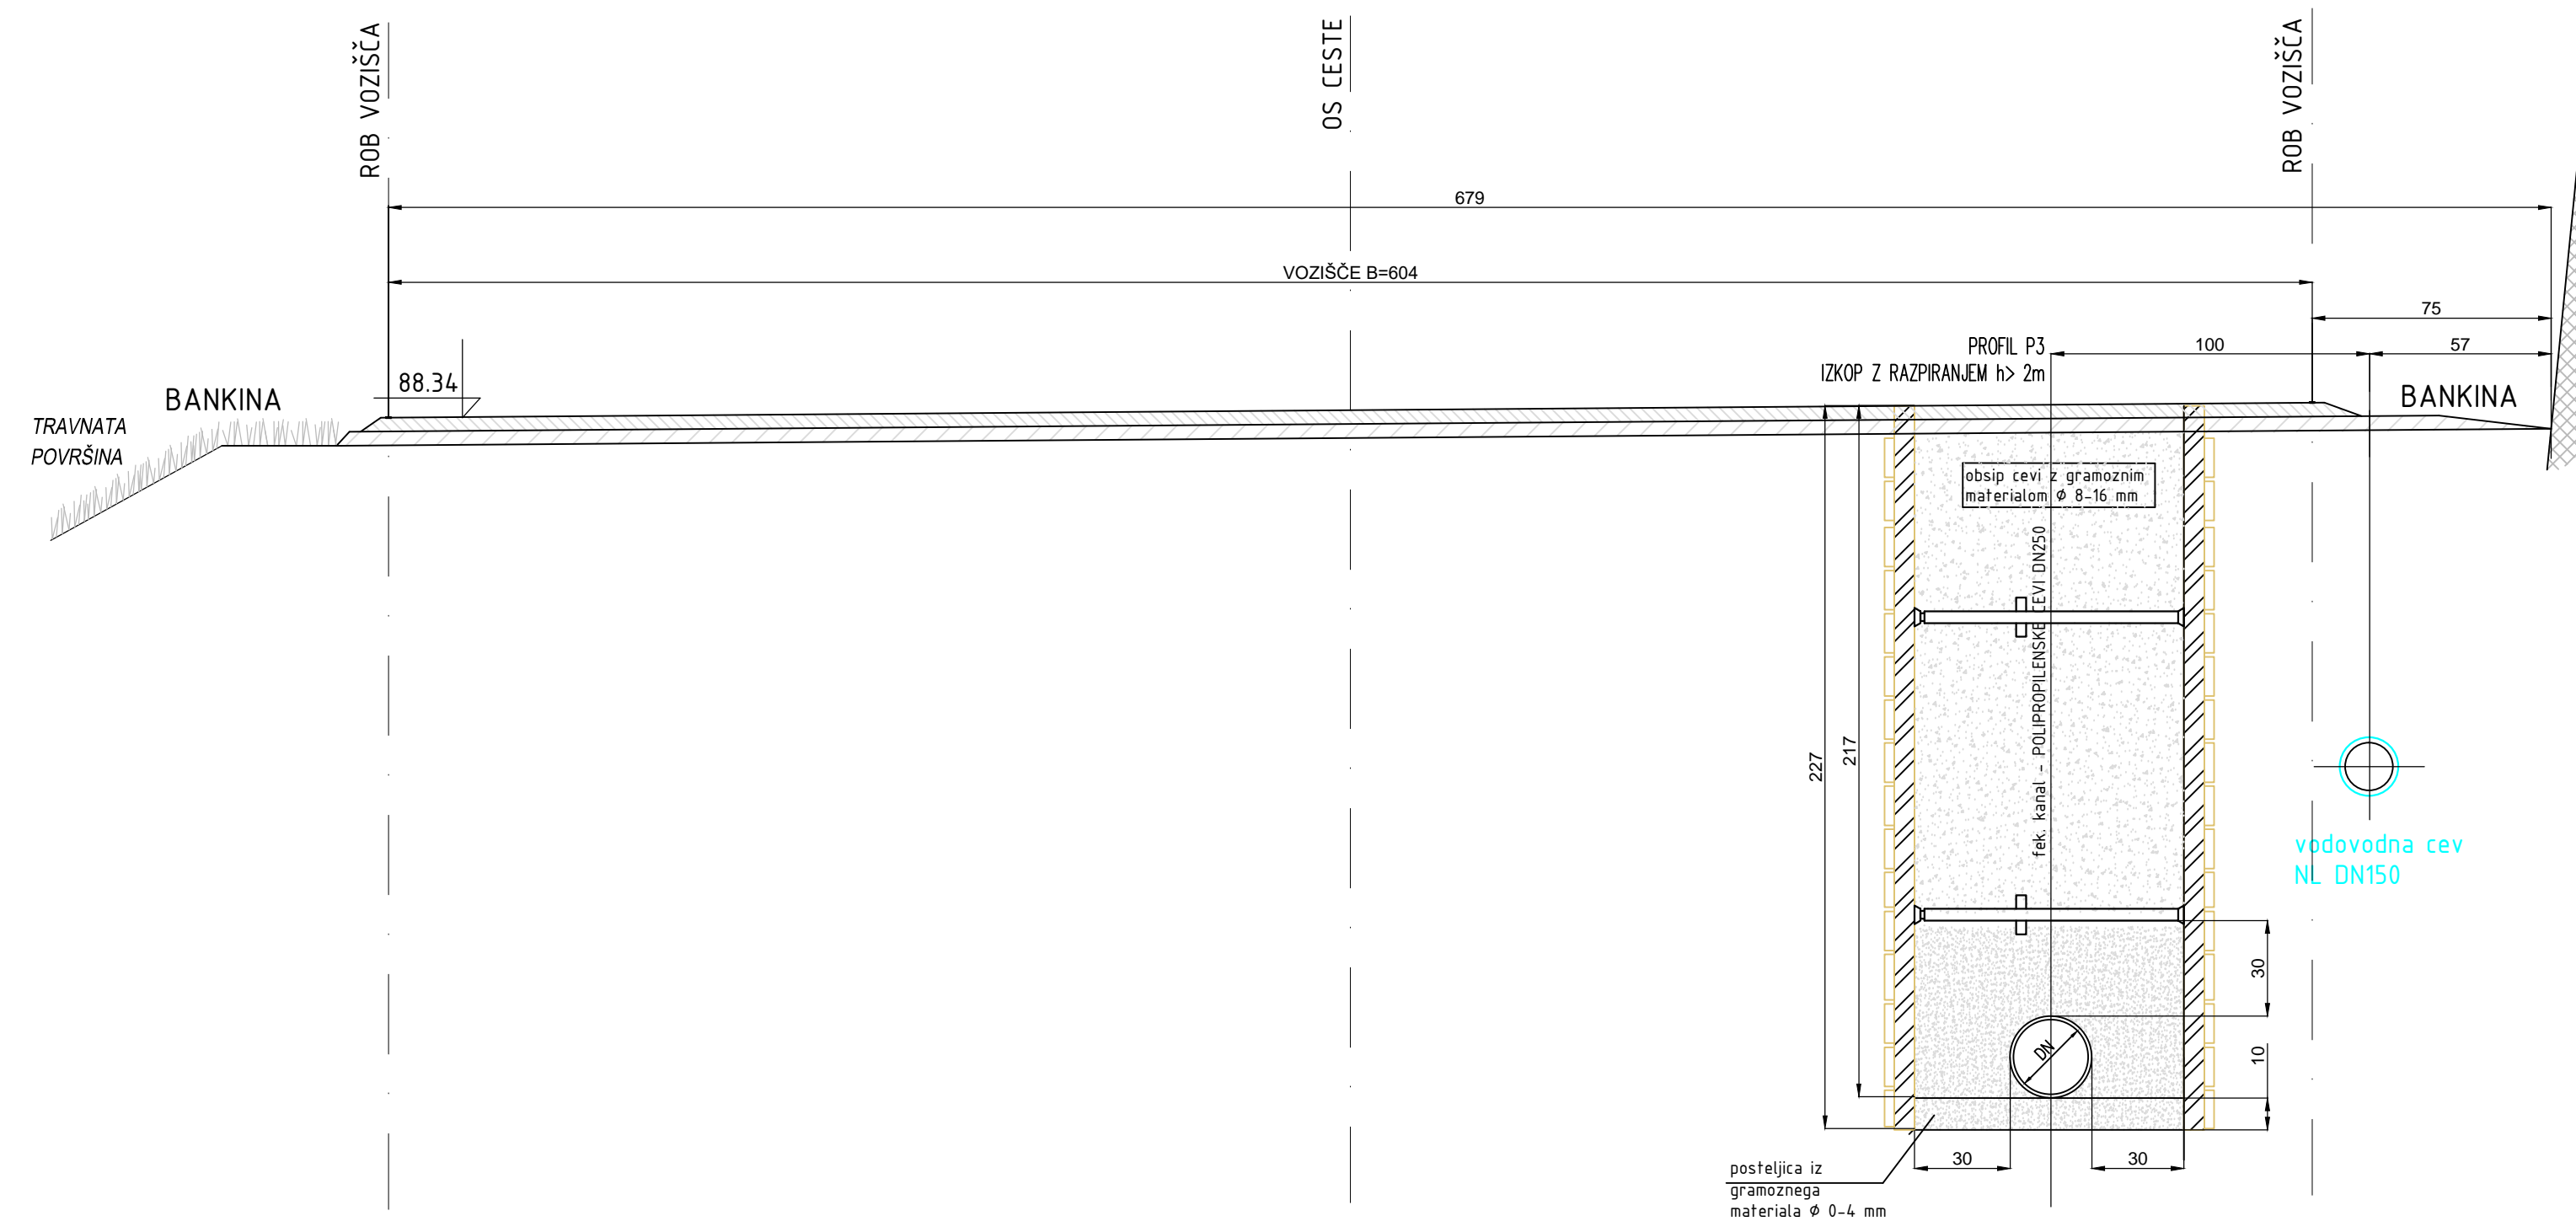 ROB VOZIŠČA
OS CESTE
ROB VOZIŠČA
679
VOZIŠČE B=604
75
PROFIL P3
100
57
IZKOP Z RAZPIRANJEM h> 2m
88.34
BANKINA
BANKINA
TRAVNATA
POVRŠINA
obsip cevi z gramoznim
materialom Ø 8-16 mm
fek. kanal - POLIPROPILENSKE CEVI DN250
227
217
vodovodna cev
NL DN150
30
DN
10
30
30
posteljica iz
gramoznega
materiala Ø 0-4 mm